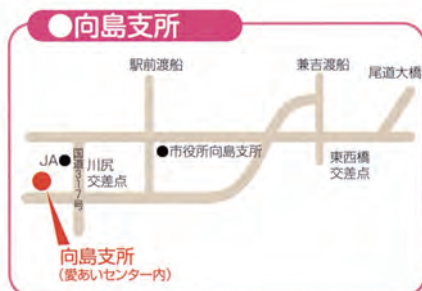 ●向島支所
駅前渡船
兼吉渡船
尾道大橋
JA
国道317号
川尻
交差点
市役所向島支所
東西橋
交差点
向島支所
(愛あいセンター内)